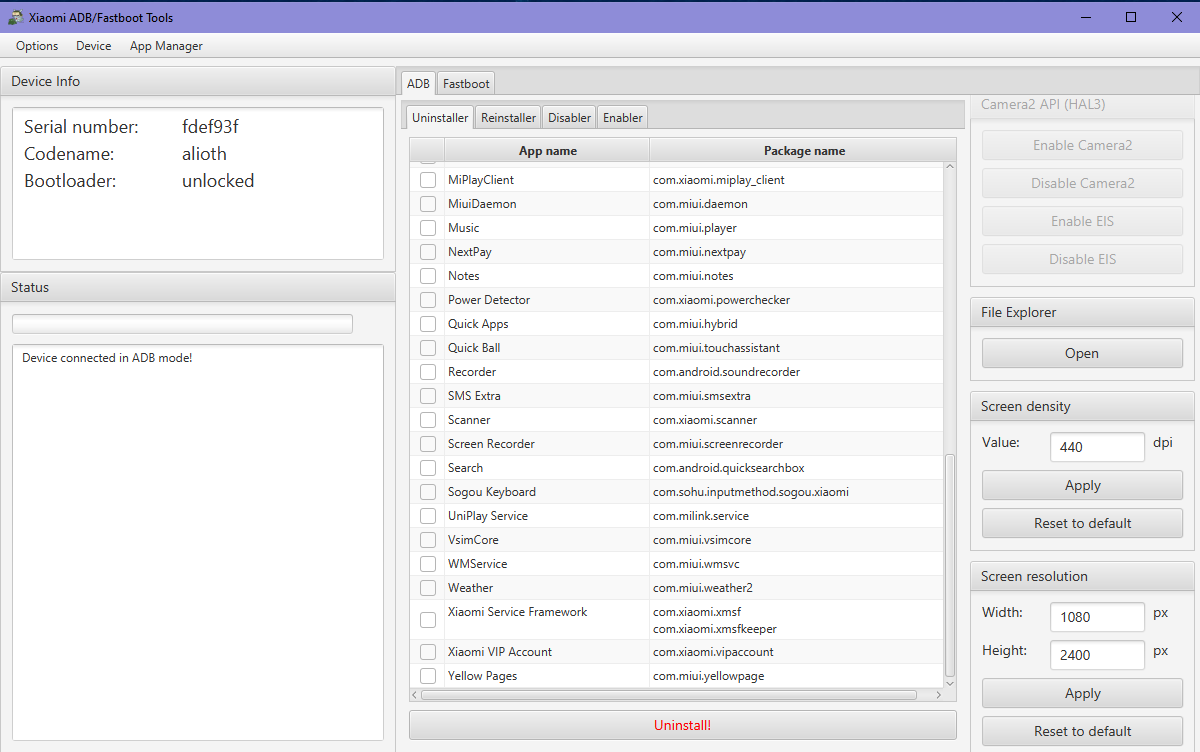 Xiaomi ADB/Fastboot Tools
Options Device App Manager
Device Info
Serial number: fdef93f
Codename: alioth
Bootloader: unlocked
Status
Device connected in ADB mode!
ADB Fastboot
Uninstaller Reinstaller Disabler Enabler
App name Package name
MiPlayClient com.xiaomi.miplay_client
MiuiDaemon com.miui.daemon
Music com.miui.player
NextPay com.miui.nextpay
Notes com.miui.notes
Power Detector com.xiaomi.powerchecker
Quick Apps com.miui.hybrid
Quick Ball com.miui.touchassistant
Recorder com.android.soundrecorder
SMS Extra com.miui.smsextra
Scanner com.xiaomi.scanner
Screen Recorder com.miui.screenrecorder
Search com.android.quicksearchbox
Sogou Keyboard com.sohu.inputmethod.sogou.xiaomi
UniPlay Service com.milink.service
VsimCore com.miui.vsimcore
WMService com.miui.wmsvc
Weather com.miui.weather2
Xiaomi Service Framework com.xiaomi.xmsf
com.xiaomi.xmsfkeeper
Xiaomi VIP Account com.xiaomi.vipaccount
Yellow Pages com.miui.yellowpage
Uninstall!
Camera2 API (HAL3)
Enable Camera2
Disable Camera2
Enable EIS
Disable EIS
File Explorer
Open
Screen density
Value: 440 dpi
Apply
Reset to default
Screen resolution
Width: 1080 px
Height: 2400 px
Apply
Reset to default